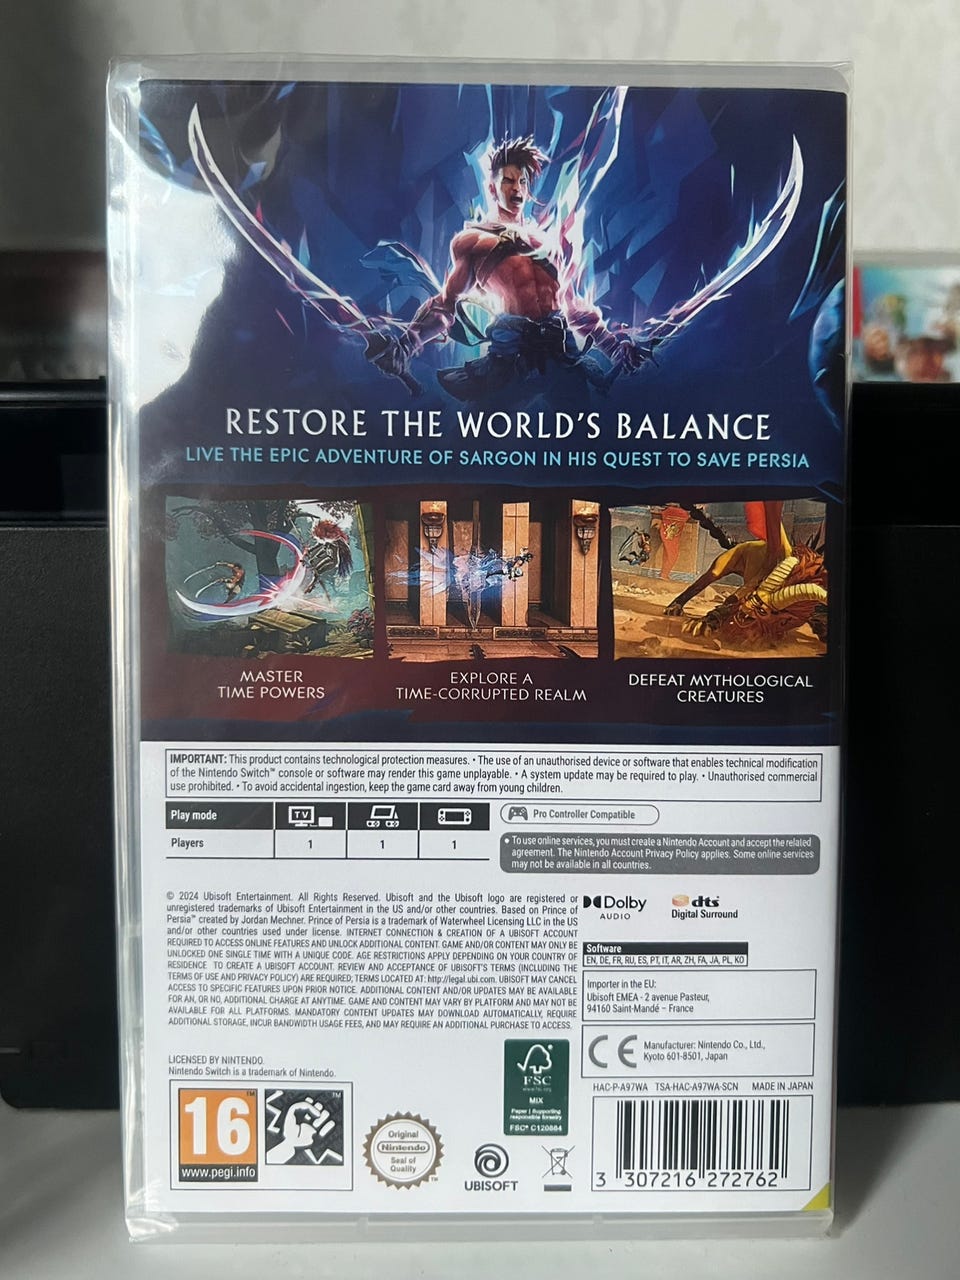 RESTORE THE WORLD'S BALANCE
LIVE THE EPIC ADVENTURE OF SARGON IN HIS QUEST TO SAVE PERSIA
MASTER
TIME POWERS
EXPLORE A
TIME-CORRUPTED REALM
DEFEAT MYTHOLOGICAL
CREATURES
IMPORTANT: This product contains technological protection measures. • The use of an unauthorised device or software that enables technical modification
of the Nintendo Switch™ console or software may render this game unplayable. • A system update may be required to play. • Unauthorised commercial
use prohibited. • To avoid accidental ingestion, keep the game card away from young children.
Play mode
TV
Players
1
1
1
Pro Controller Compatible
• To use online services, you must create a Nintendo Account and accept the related
agreement. The Nintendo Account Privacy Policy applies. Some online services
may not be available in all countries.
© 2024 Ubisoft Entertainment. All Rights Reserved. Ubisoft and the Ubisoft logo are registered or
unregistered trademarks of Ubisoft Entertainment in the US and/or other countries. Based on Prince of
Persia™ created by Jordan Mechner. Prince of Persia is a trademark of Waterwheel Licensing LLC in the US
and/or other countries used under license. INTERNET CONNECTION & CREATION OF A UBISOFT ACCOUNT
REQUIRED TO ACCESS ONLINE FEATURES AND UNLOCK ADDITIONAL CONTENT. GAME AND/OR CONTENT MAY ONLY BE
UNLOCKED ONE SINGLE TIME WITH A UNIQUE CODE. AGE RESTRICTIONS APPLY DEPENDING ON YOUR COUNTRY OF
RESIDENCE TO CREATE A UBISOFT ACCOUNT. REVIEW AND ACCEPTANCE OF UBISOFT'S TERMS (INCLUDING THE
TERMS OF USE AND PRIVACY POLICY) ARE REQUIRED; TERMS LOCATED AT: http://legal.ubi.com. UBISOFT MAY CANCEL
ACCESS TO SPECIFIC FEATURES UPON PRIOR NOTICE. ADDITIONAL CONTENT AND/OR UPDATES MAY BE AVAILABLE
FOR AN, OR NO, ADDITIONAL CHARGE AT ANYTIME. GAME AND CONTENT MAY VARY BY PLATFORM AND MAY NOT BE
AVAILABLE FOR ALL PLATFORMS. MANDATORY CONTENT UPDATES MAY DOWNLOAD AUTOMATICALLY, REQUIRE
ADDITIONAL STORAGE, INCUR BANDWIDTH USAGE FEES, AND MAY REQUIRE AN ADDITIONAL PURCHASE TO ACCESS.
Dolby
AUDIO
dts
Digital Surround
Software
EN, DE, FR, RU, ES, PT, IT, AR, ZH, FA, JA, PL, KO
Importer in the EU:
Ubisoft EMEA - 2 avenue Pasteur,
94160 Saint-Mandé – France
CE
Manufacturer: Nintendo Co., Ltd.,
Kyoto 601-8501, Japan
LICENSED BY NINTENDO.
Nintendo Switch is a trademark of Nintendo.
FSC
www.fsc.org
MIX
Paper | Supporting
responsible forestry
FSC® C120884
HAC-P-A97WA TSA-HAC-A97WA-SCN MADE IN JAPAN
16
www.pegi.info
™
™
Original
Nintendo
Seal of
Quality
™
UBISOFT
3 307216 272762